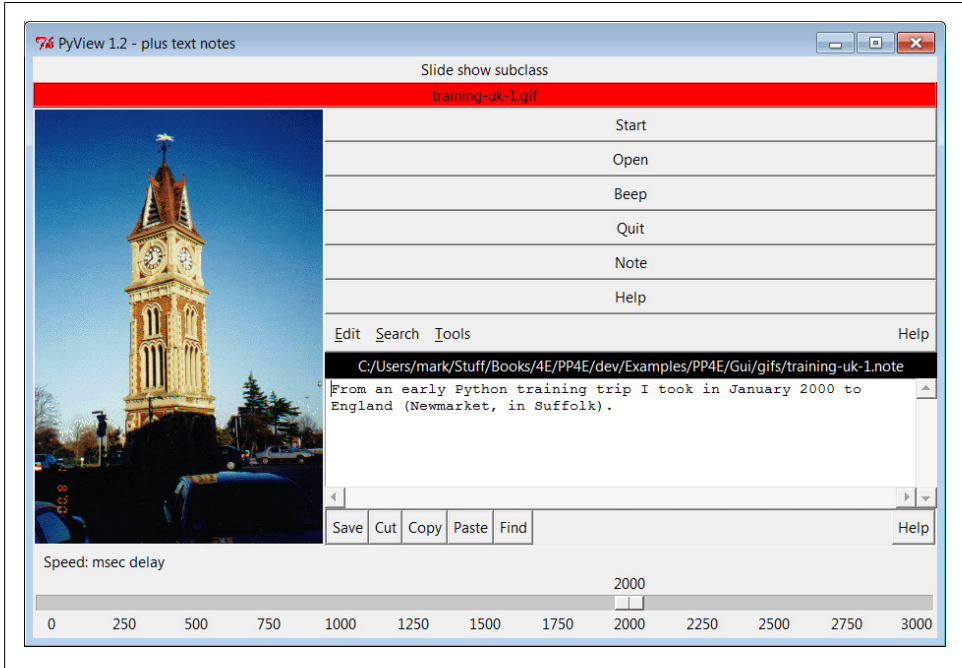 PyView 1.2 - plus text notes
Slide show subclass
training-uk-1.gif
Start
Open
Beep
Quit
Note
Help
Edit Search Tools Help
C:/Users/mark/Stuff/Books/4E/PP4E/dev/Examples/PP4E/Gui/gifs/training-uk-1.note
From an early Python training trip I took in January 2000 to
England (Newmarket, in Suffolk).
Save Cut Copy Paste Find Help
Speed: msec delay
2000
0 250 500 750 1000 1250 1500 1750 2000 2250 2500 2750 3000